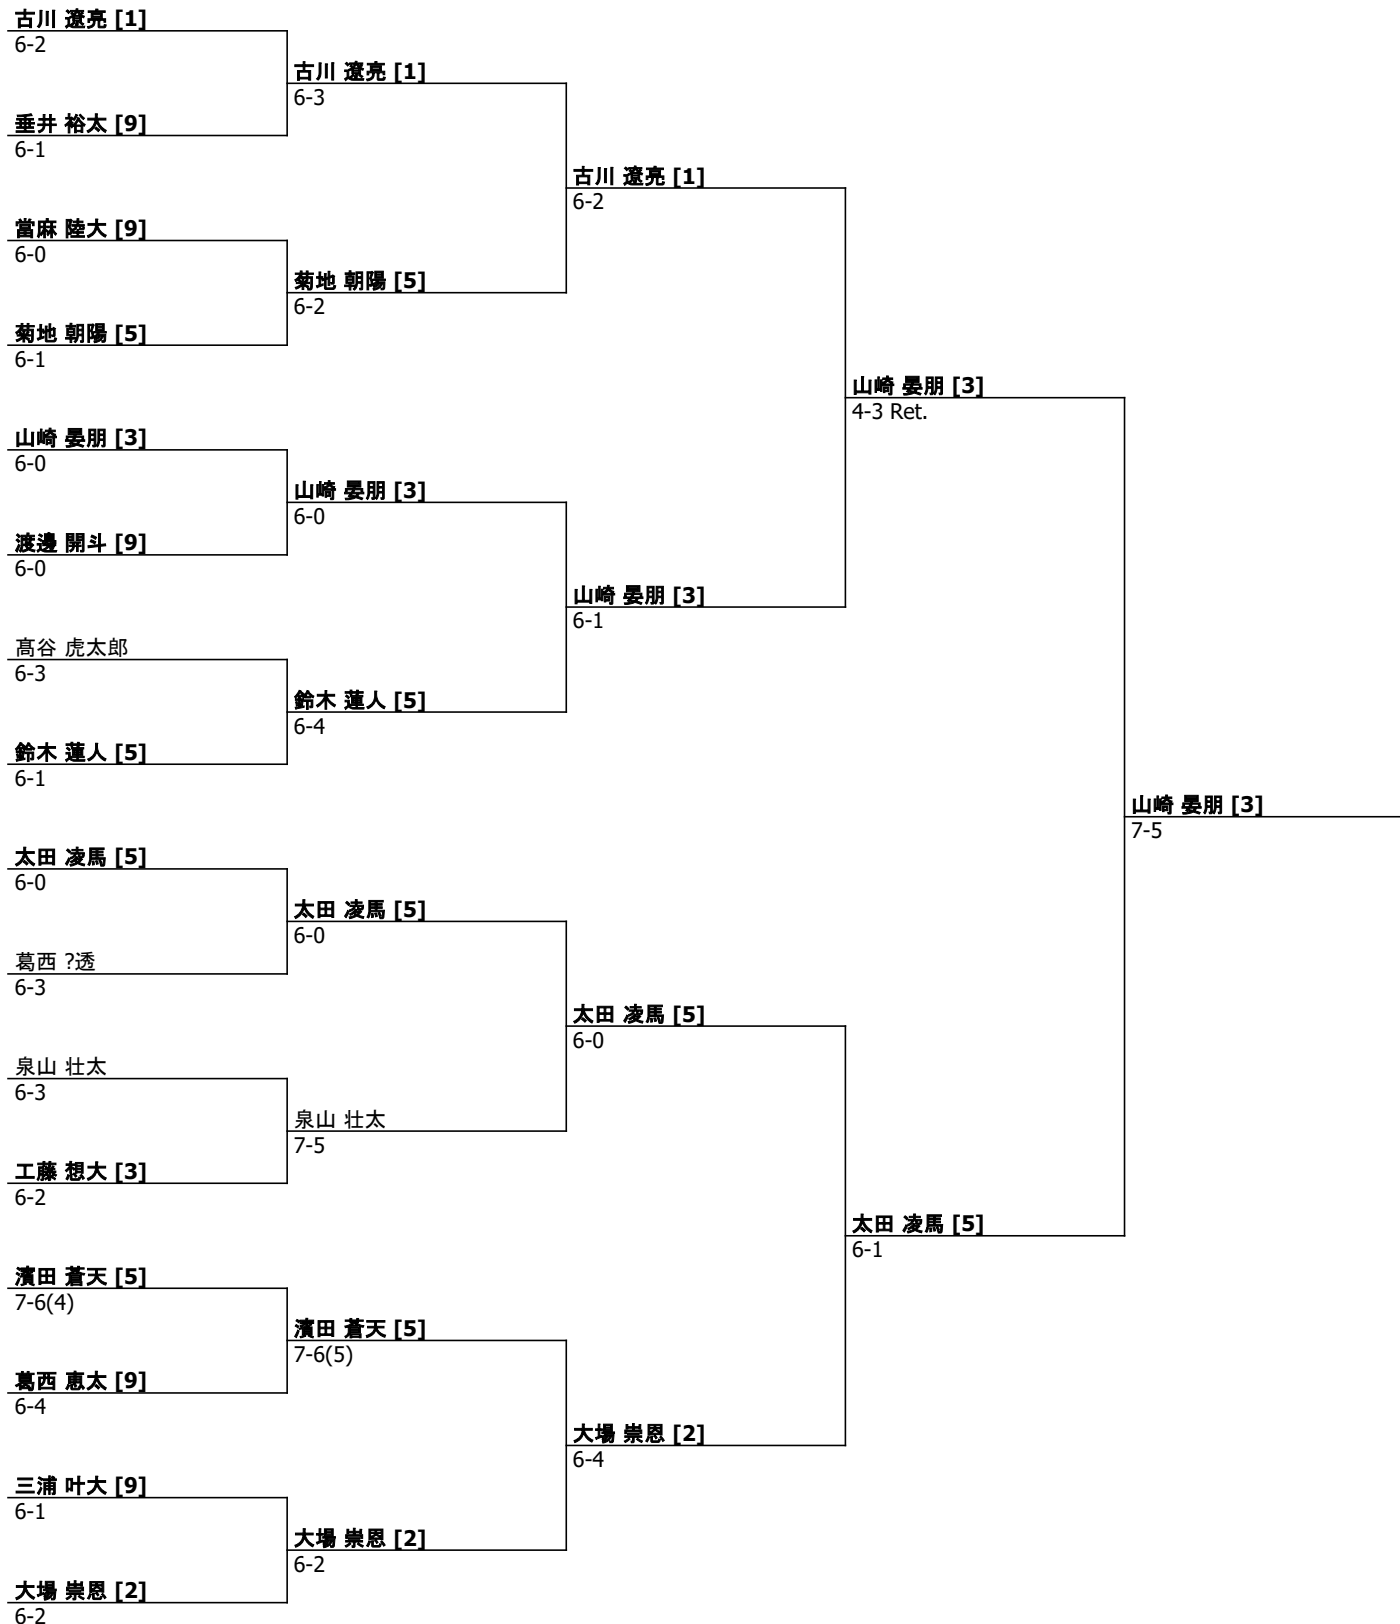 古川 遼亮 [1]
6-2
古川 遼亮 [1]
6-3
垂井 裕太 [9]
6-1
古川 遼亮 [1]
6-2
當麻 陸大 [9]
6-0
菊地 朝陽 [5]
6-2
菊地 朝陽 [5]
6-1
山崎 晏朋 [3]
4-3 Ret.
山崎 晏朋 [3]
6-0
山崎 晏朋 [3]
6-0
渡邊 開斗 [9]
6-0
山崎 晏朋 [3]
6-1
髙谷 虎太郎
6-3
鈴木 蓮人 [5]
6-4
鈴木 蓮人 [5]
6-1
山崎 晏朋 [3]
7-5
太田 凌馬 [5]
6-0
太田 凌馬 [5]
6-0
葛西 ?透
6-3
太田 凌馬 [5]
6-0
泉山 壮太
6-3
泉山 壮太
7-5
工藤 想大 [3]
6-2
太田 凌馬 [5]
6-1
濱田 蒼天 [5]
7-6(4)
濱田 蒼天 [5]
7-6(5)
葛西 恵太 [9]
6-4
大場 崇恩 [2]
6-4
三浦 叶大 [9]
6-1
大場 崇恩 [2]
6-2
大場 崇恩 [2]
6-2